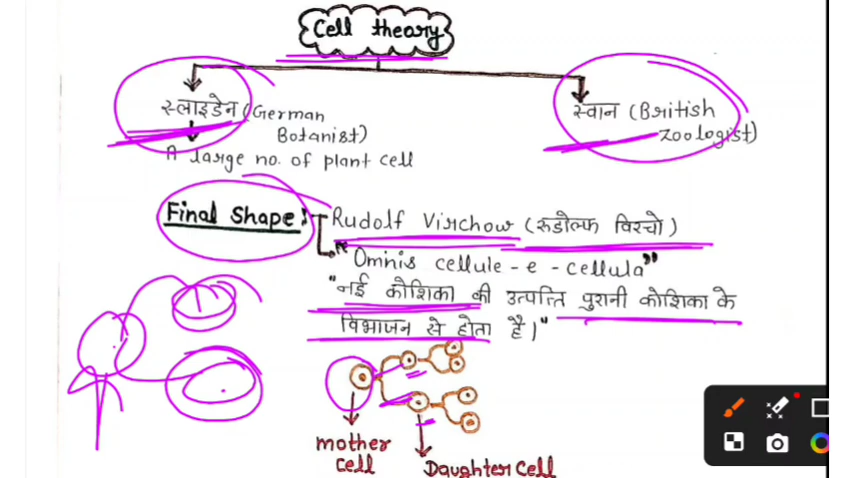 Cell theory
स्लाइडेन (German
Botanist)
A large no. of plant cell
स्वान (British
Zoologist)
Final Shape :
Rudolf Virchow (रुडोल्फ विरचो)
"Omnis cellule-e-cellula"
"नई कोशिका की उत्पत्ति पुरानी कोशिका के
विभाजन से होता है।"
mother
cell
Daughter Cell